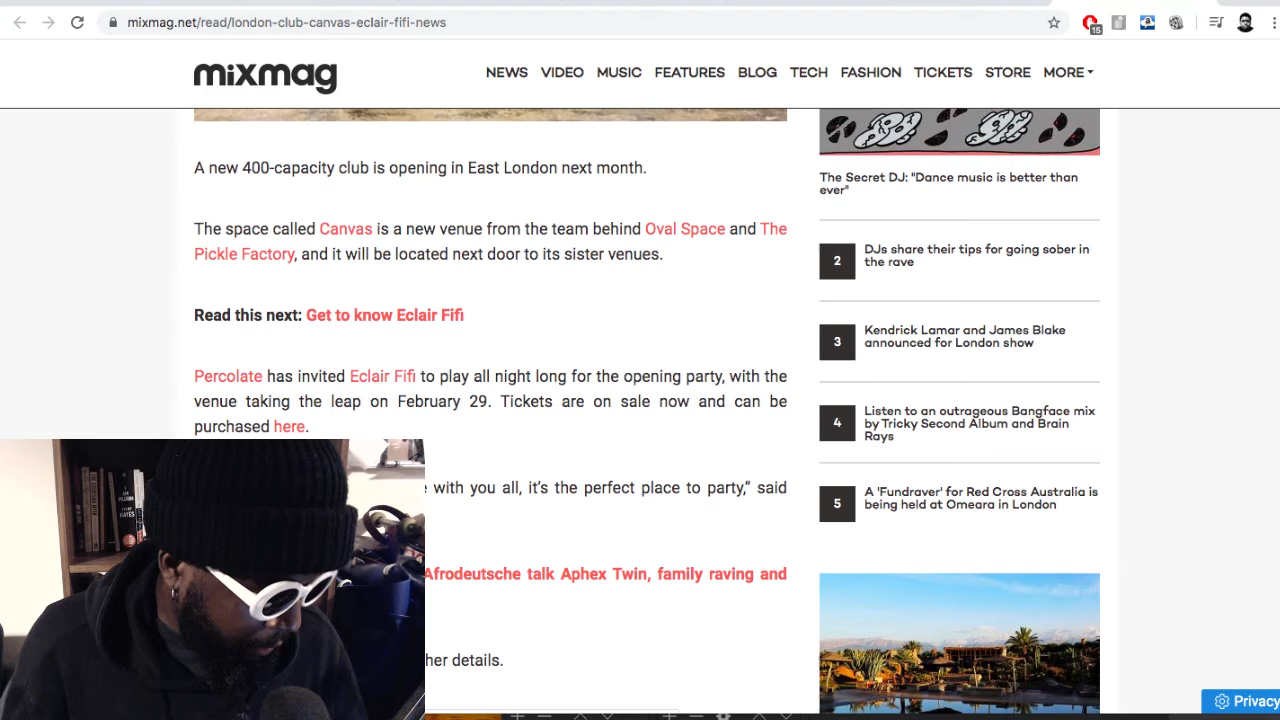 mixmag.net/read/london-club-canvas-eclair-fifi-news
15
mixmag
NEWS VIDEO MUSIC FEATURES BLOG TECH FASHION TICKETS STORE MORE
A new 400-capacity club is opening in East London next month.
The space called Canvas is a new venue from the team behind Oval Space and The
Pickle Factory, and it will be located next door to its sister venues.
Read this next: Get to know Eclair Fifi
Percolate has invited Eclair Fifi to play all night long for the opening party, with the
venue taking the leap on February 29. Tickets are on sale now and can be
purchased here.
with you all, it's the perfect place to party,” said
Afrodeutsche talk Aphex Twin, family raving and
her details.
The Secret DJ: "Dance music is better than
ever"
2
DJs share their tips for going sober in
the rave
3
Kendrick Lamar and James Blake
announced for London show
4
Listen to an outrageous Bangface mix
by Tricky Second Album and Brain
Rays
5
A 'Fundraver' for Red Cross Australia is
being held at Omeara in London
Privacy